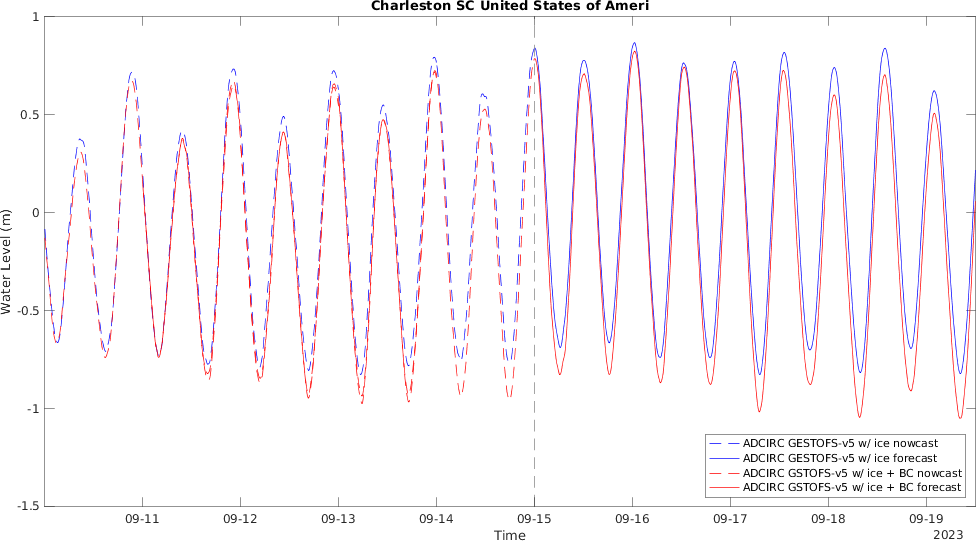 Charleston SC United States of Ameri
1
0.5
0
-0.5
-1
-1.5
Water Level (m)
ADCIRC GESTOFS-v5 w/ ice nowcast
ADCIRC GESTOFS-v5 w/ ice forecast
ADCIRC GSTOFS-v5 w/ ice + BC nowcast
ADCIRC GSTOFS-v5 w/ ice + BC forecast
09-11 09-12 09-13 09-14 09-15 09-16 09-17 09-18 09-19
Time
2023